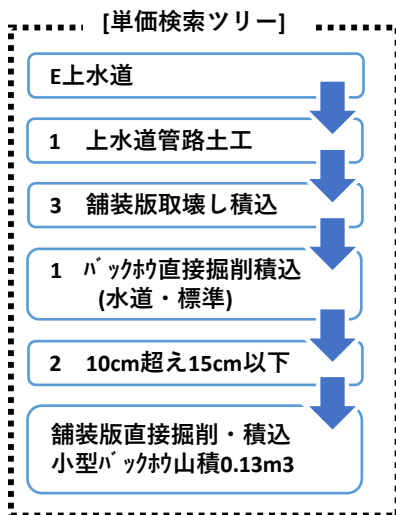 [単価検索ツリー]
E上水道
1 上水道管路土工
3 舗装版取壊し積込
1 ﾊﾞｯｸﾎｳ直接掘削積込
(水道・標準)
2 10cm超え15cm以下
舗装版直接掘削・積込
小型ﾊﾞｯｸﾎｳ山積0.13m3